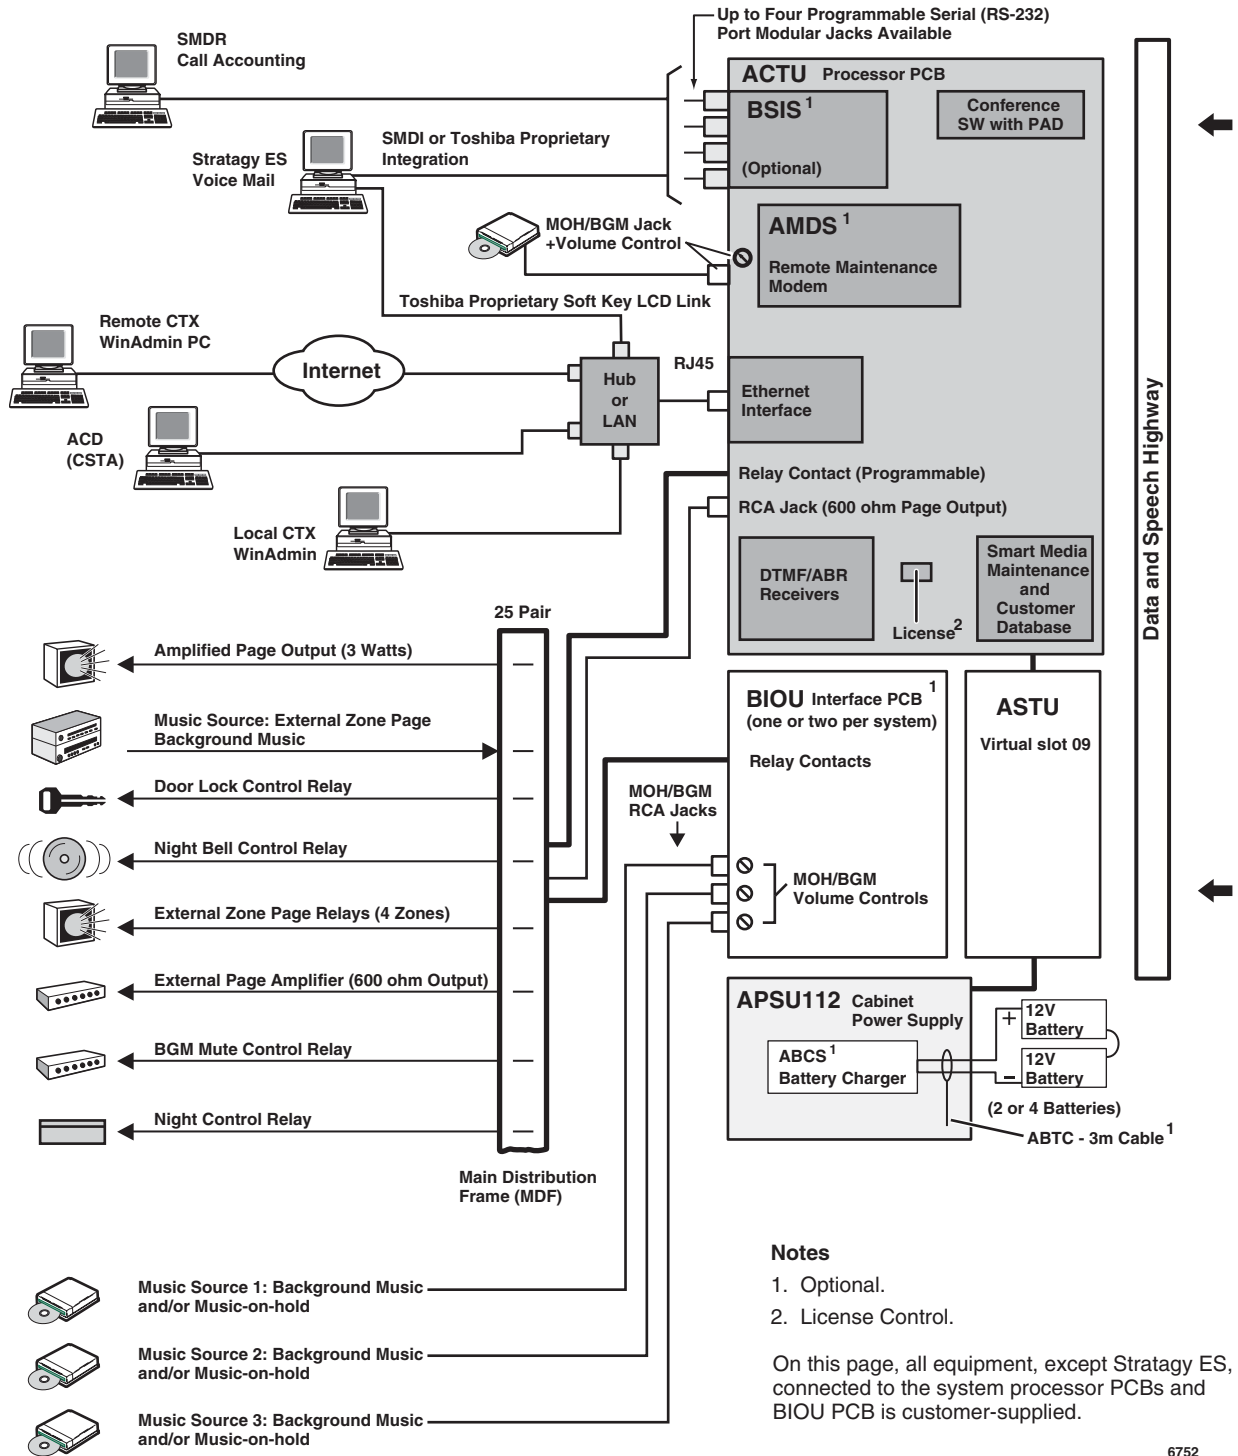 Up to Four Programmable Serial (RS-232)
Port Modular Jacks Available
SMDR
Call Accounting
ACTU Processor PCB
BSIS 1
(Optional)
Conference
SW with PAD
SMDI or Toshiba Proprietary
Integration
Stratagy ES
Voice Mail
MOH/BGM Jack
+Volume Control
AMDS 1
Remote Maintenance
Modem
Toshiba Proprietary Soft Key LCD Link
Remote CTX
WinAdmin PC
Internet
Hub
or
LAN
RJ45
Ethernet
Interface
ACD
(CSTA)
Relay Contact (Programmable)
RCA Jack (600 ohm Page Output)
Local CTX
WinAdmin
DTMF/ABR
Receivers
License 2
Smart Media
Maintenance
and
Customer
Database
Data and Speech Highway
25 Pair
Amplified Page Output (3 Watts)
Music Source: External Zone Page
Background Music
Door Lock Control Relay
Night Bell Control Relay
External Zone Page Relays (4 Zones)
External Page Amplifier (600 ohm Output)
BGM Mute Control Relay
Night Control Relay
Main Distribution
Frame (MDF)
BIOU Interface PCB 1
(one or two per system)
Relay Contacts
MOH/BGM
RCA Jacks
MOH/BGM
Volume Controls
ASTU
Virtual slot 09
APSU112 Cabinet
Power Supply
ABCS 1
Battery Charger
+
12V
Battery
–
12V
Battery
(2 or 4 Batteries)
ABTC - 3m Cable 1
Music Source 1: Background Music
and/or Music-on-hold
Music Source 2: Background Music
and/or Music-on-hold
Music Source 3: Background Music
and/or Music-on-hold
Notes
1. Optional.
2. License Control.
On this page, all equipment, except Stratagy ES,
connected to the system processor PCBs and
BIOU PCB is customer-supplied.
6752